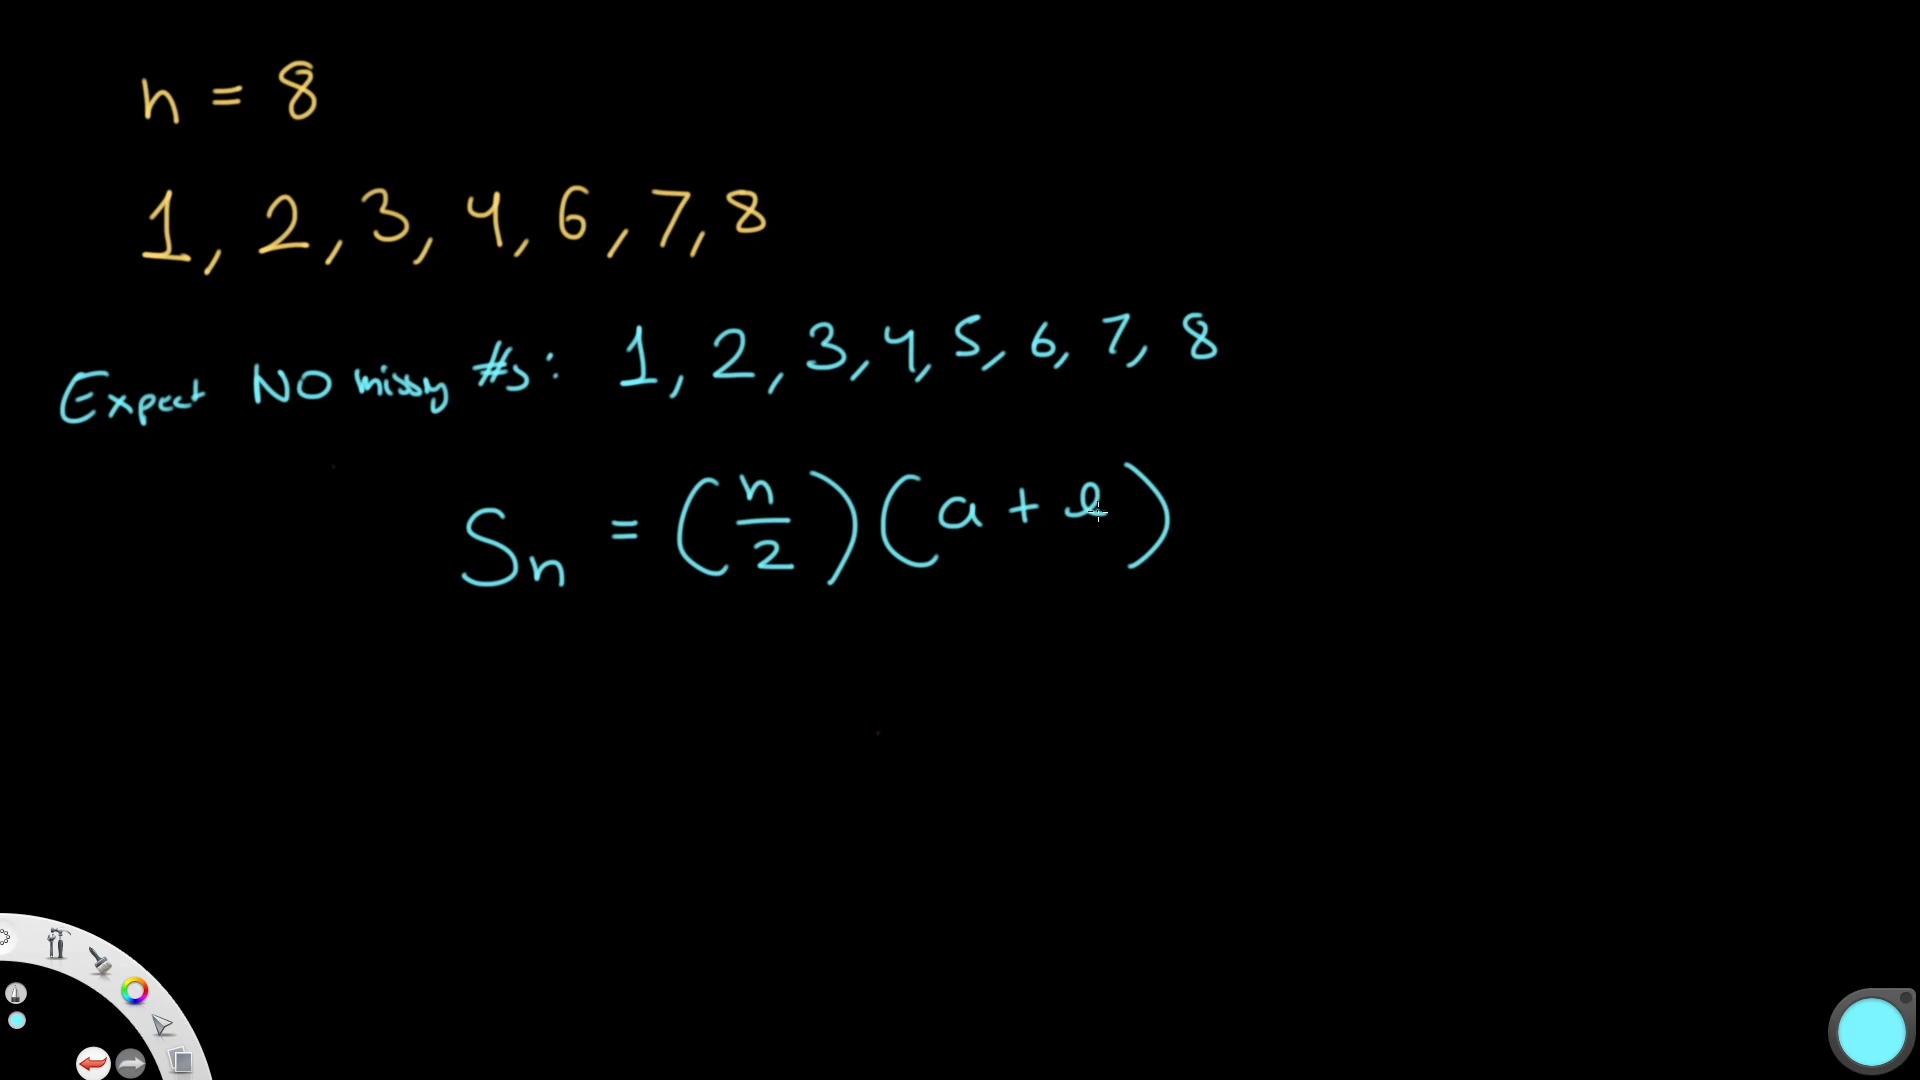 n = 8
1, 2, 3, 4, 6, 7, 8
Expect NO missing #s: 1, 2, 3, 4, 5, 6, 7, 8
Sn = (n/2)(a + l)